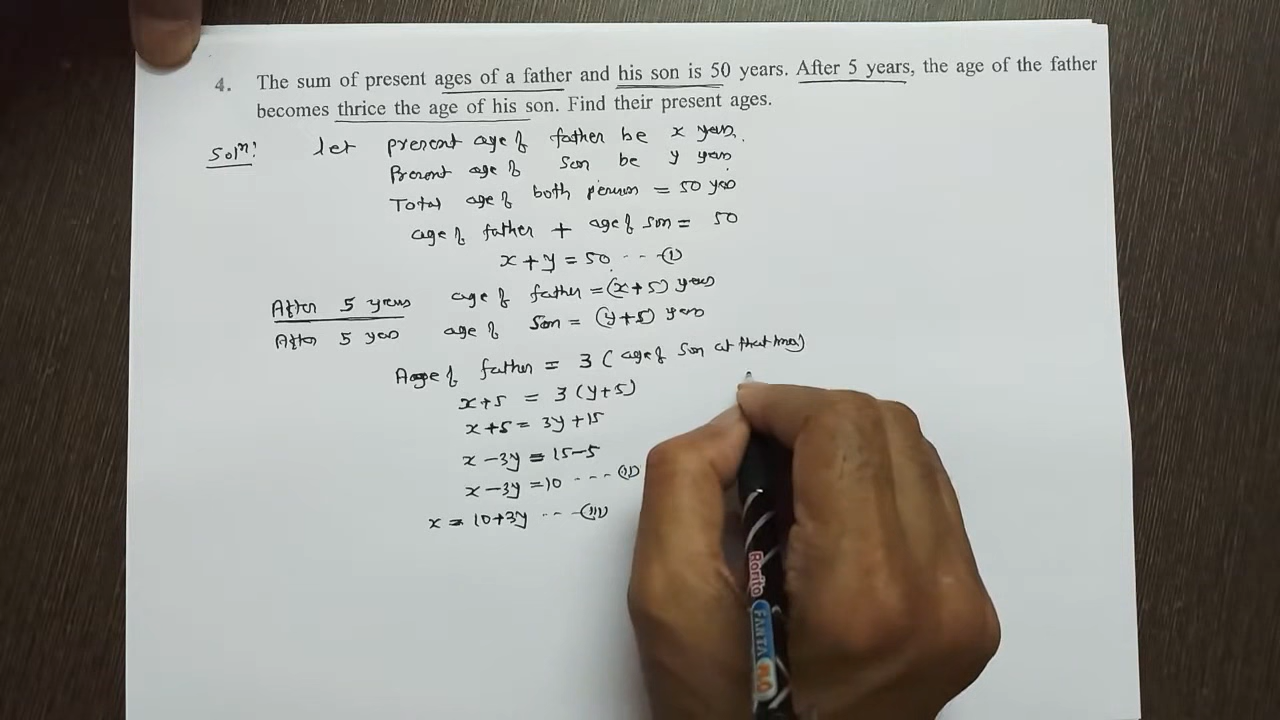 4. The sum of present ages of a father and his son is 50 years. After 5 years, the age of the father
becomes thrice the age of his son. Find their present ages.
Solⁿ: let present age of father be x years.
Present age of son be y years
Total age of both person = 50 years
age of father + age of son = 50
x + y = 50 --- (i)
After 5 years age of father = (x+5) years
After 5 years age of son = (y+5) years
Age of father = 3 (age of son at that time)
x+5 = 3 (y+5)
x+5 = 3y+15
x-3y = 15-5
x-3y = 10 ---- (ii)
x = 10+3y --- (iii)
Rorito
FANTA
FLO